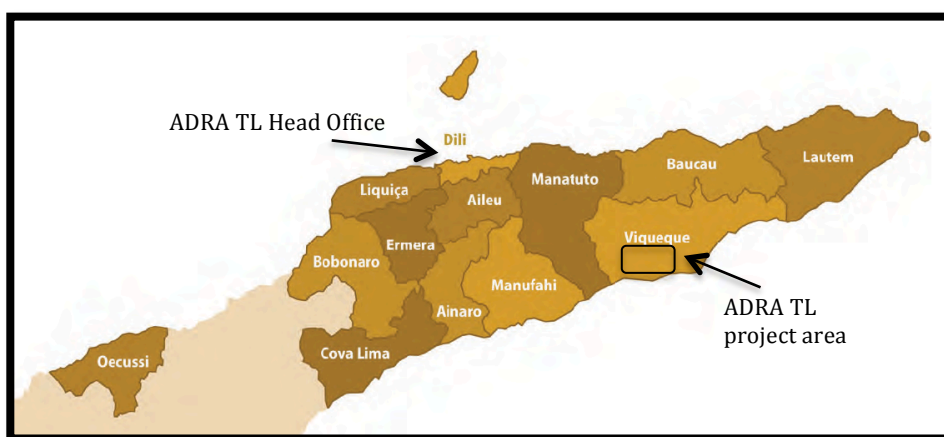 ADRA TL Head Office
Dili
Liquiça
Aileu
Manatuto
Baucau
Lautem
Ermera
Viqueque
Bobonaro
Manufahi
Ainaro
ADRA TL
project area
Cova Lima
Oecussi